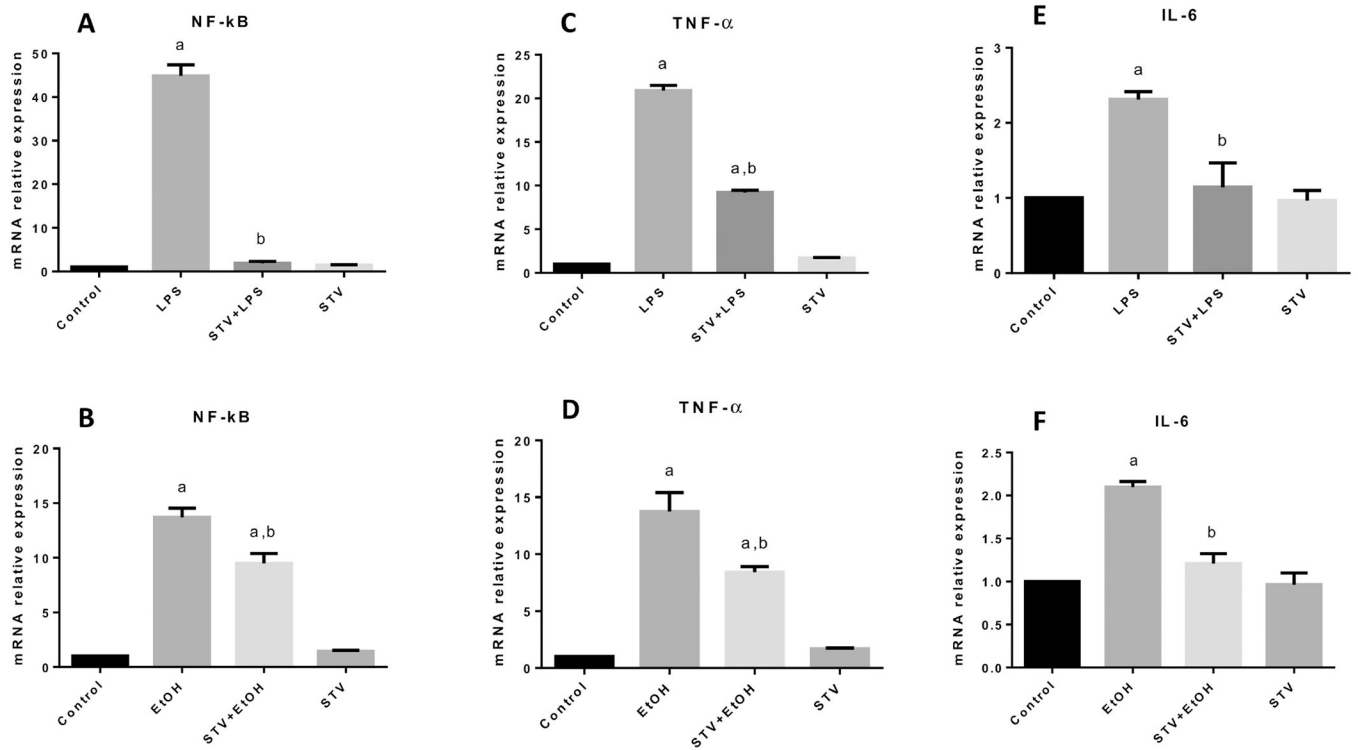 A
NF-kB
mRNA relative expression
50
40
30
20
10
0
a
b
Control
LPS
STV+LPS
STV
C
TNF-α
mRNA relative expression
25
20
15
10
5
0
a
a,b
Control
LPS
STV+LPS
STV
E
IL-6
mRNA relative expression
3
2
1
0
a
b
Control
LPS
STV+LPS
STV
B
NF-kB
mRNA relative expression
20
15
10
5
0
a
a,b
Control
EtOH
STV+EtOH
STV
D
TNF-α
mRNA relative expression
20
15
10
5
0
a
a,b
Control
EtOH
STV+EtOH
STV
F
IL-6
mRNA relative expression
2.5
2.0
1.5
1.0
0.5
0.0
a
b
Control
EtOH
STV+EtOH
STV